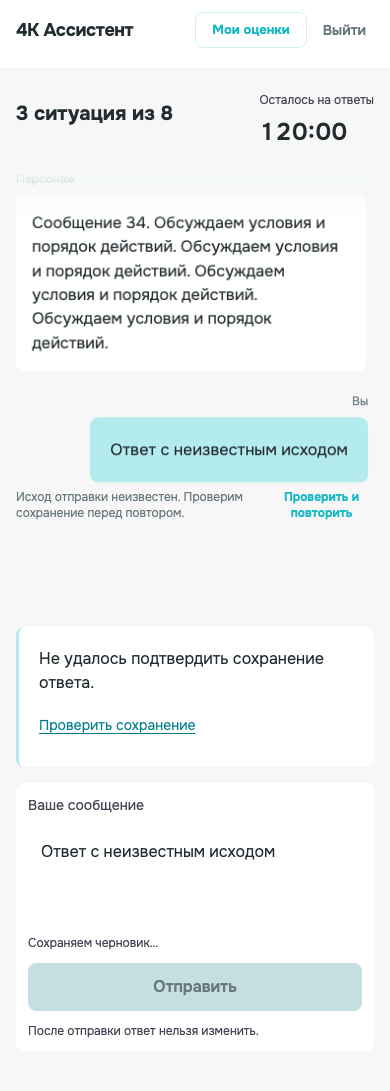 4К Ассистент
Мои оценки
Выйти
3 ситуация из 8
Осталось на ответы
120:00
Персонаж
Сообщение 34. Обсуждаем условия и
порядок действий. Обсуждаем условия
и порядок действий. Обсуждаем
условия и порядок действий.
Обсуждаем условия и порядок
действий.
Вы
Ответ с неизвестным исходом
Исход отправки неизвестен. Проверим
сохранение перед повтором.
Проверить и
повторить
Не удалось подтвердить сохранение
ответа.
Проверить сохранение
Ваше сообщение
Ответ с неизвестным исходом
Сохраняем черновик...
Отправить
После отправки ответ нельзя изменить.